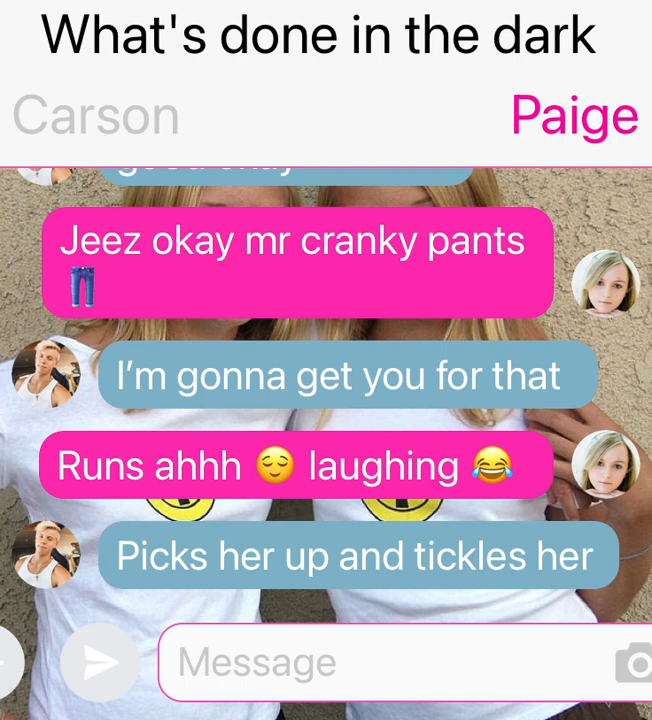 What's done in the dark
Carson
Paige
Jeez okay mr cranky pants
👖
I'm gonna get you for that
Runs ahhh 😌 laughing 😂
Picks her up and tickles her
Message